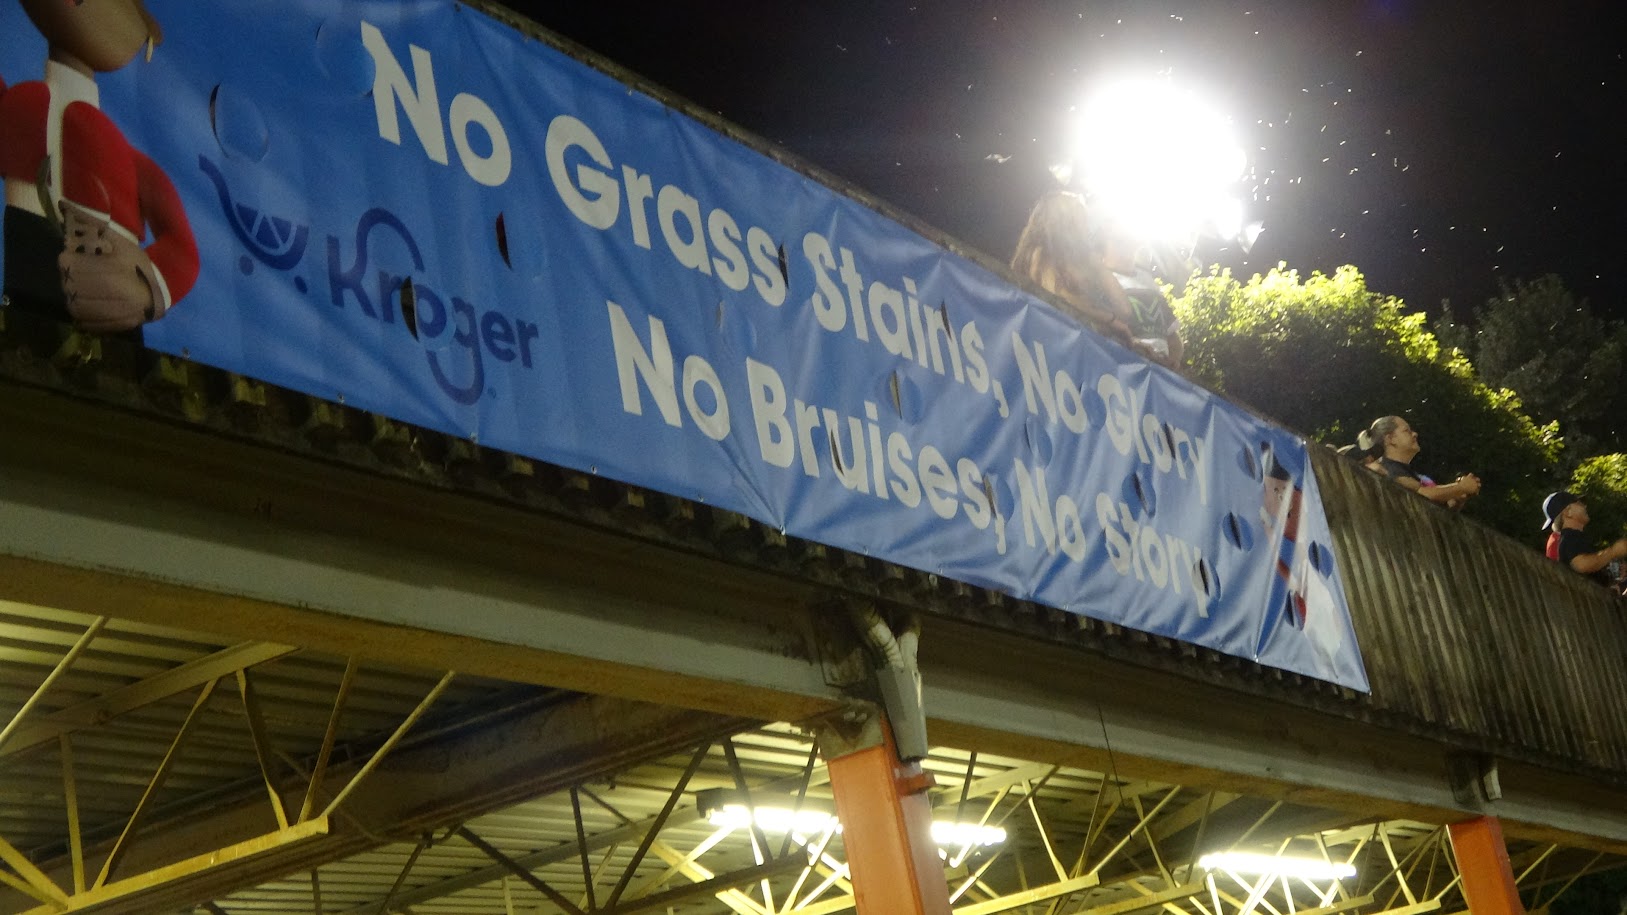 No Grass Stains, No Glory
No Bruises, No story
Kroger